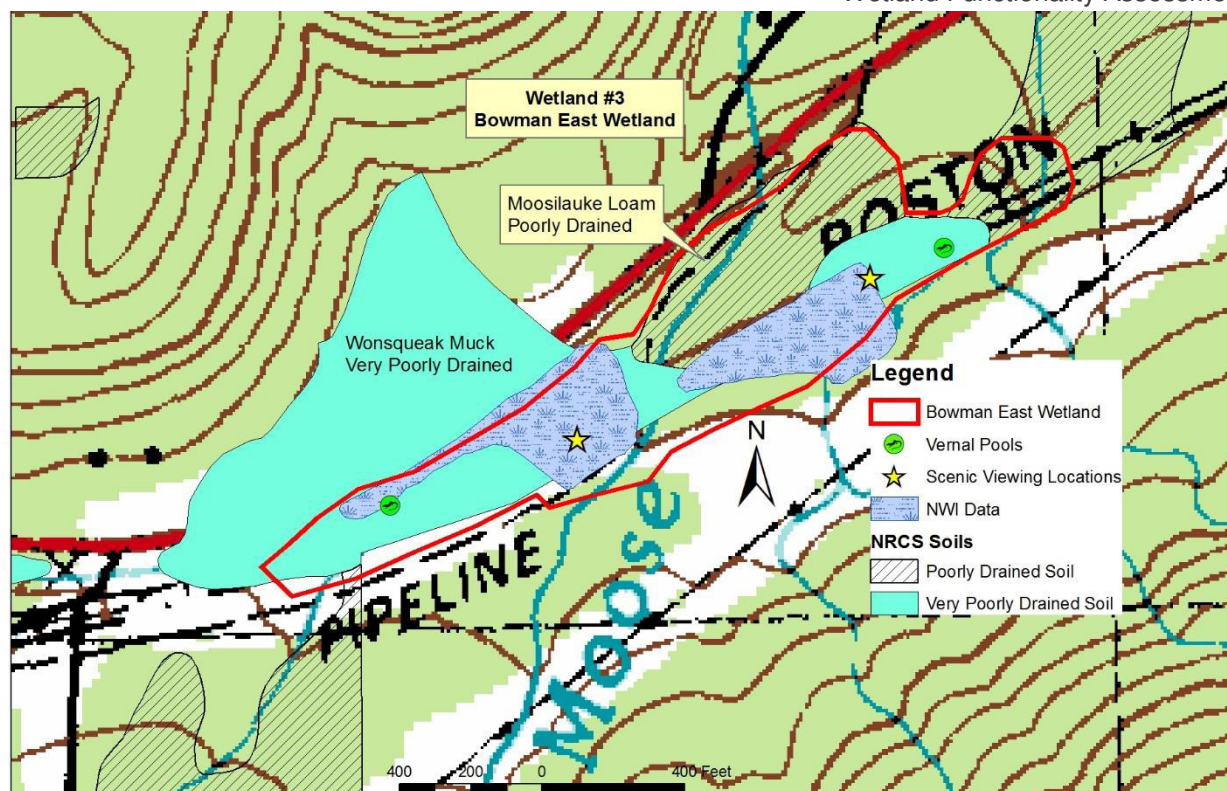 Wetland Functionality Assessme
Wetland #3
Bowman East Wetland
Moosilauke Loam
Poorly Drained
BOSTON
Wonsqueak Muck
Very Poorly Drained
PIPELINE
Moose
N
Legend
Bowman East Wetland
Vernal Pools
Scenic Viewing Locations
NWI Data
NRCS Soils
Poorly Drained Soil
Very Poorly Drained Soil
400 200 0 400 Feet